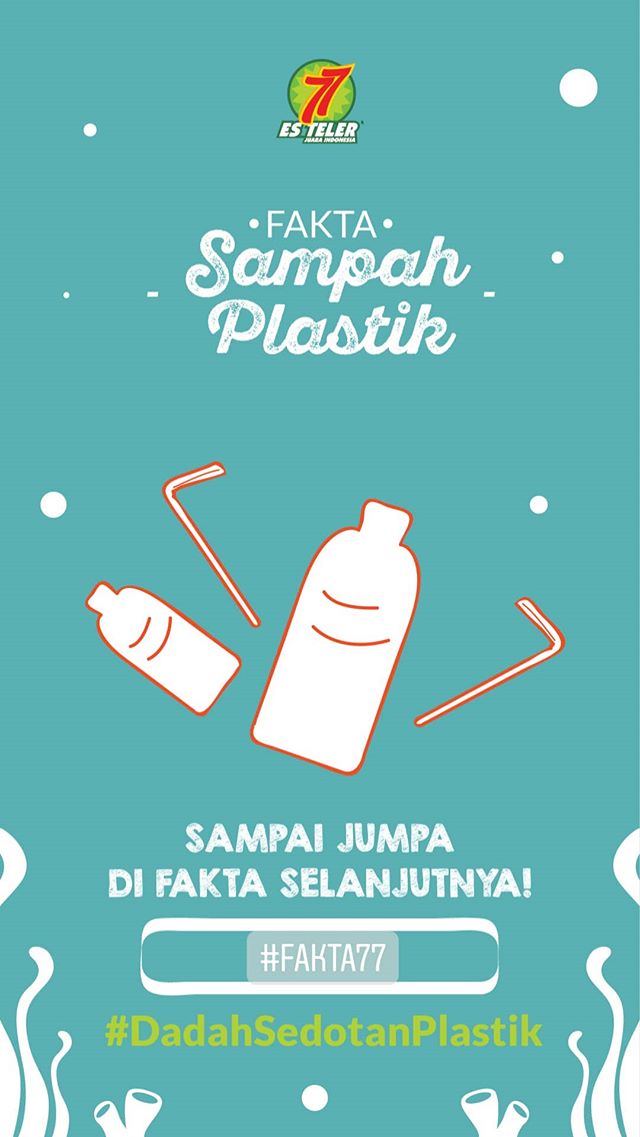 77
ES TELER
JUARA INDONESIA
•FAKTA•
- Sampah -
Plastik
SAMPAI JUMPA
DI FAKTA SELANJUTNYA!
#FAKTA77
#DadahSedotanPlastik